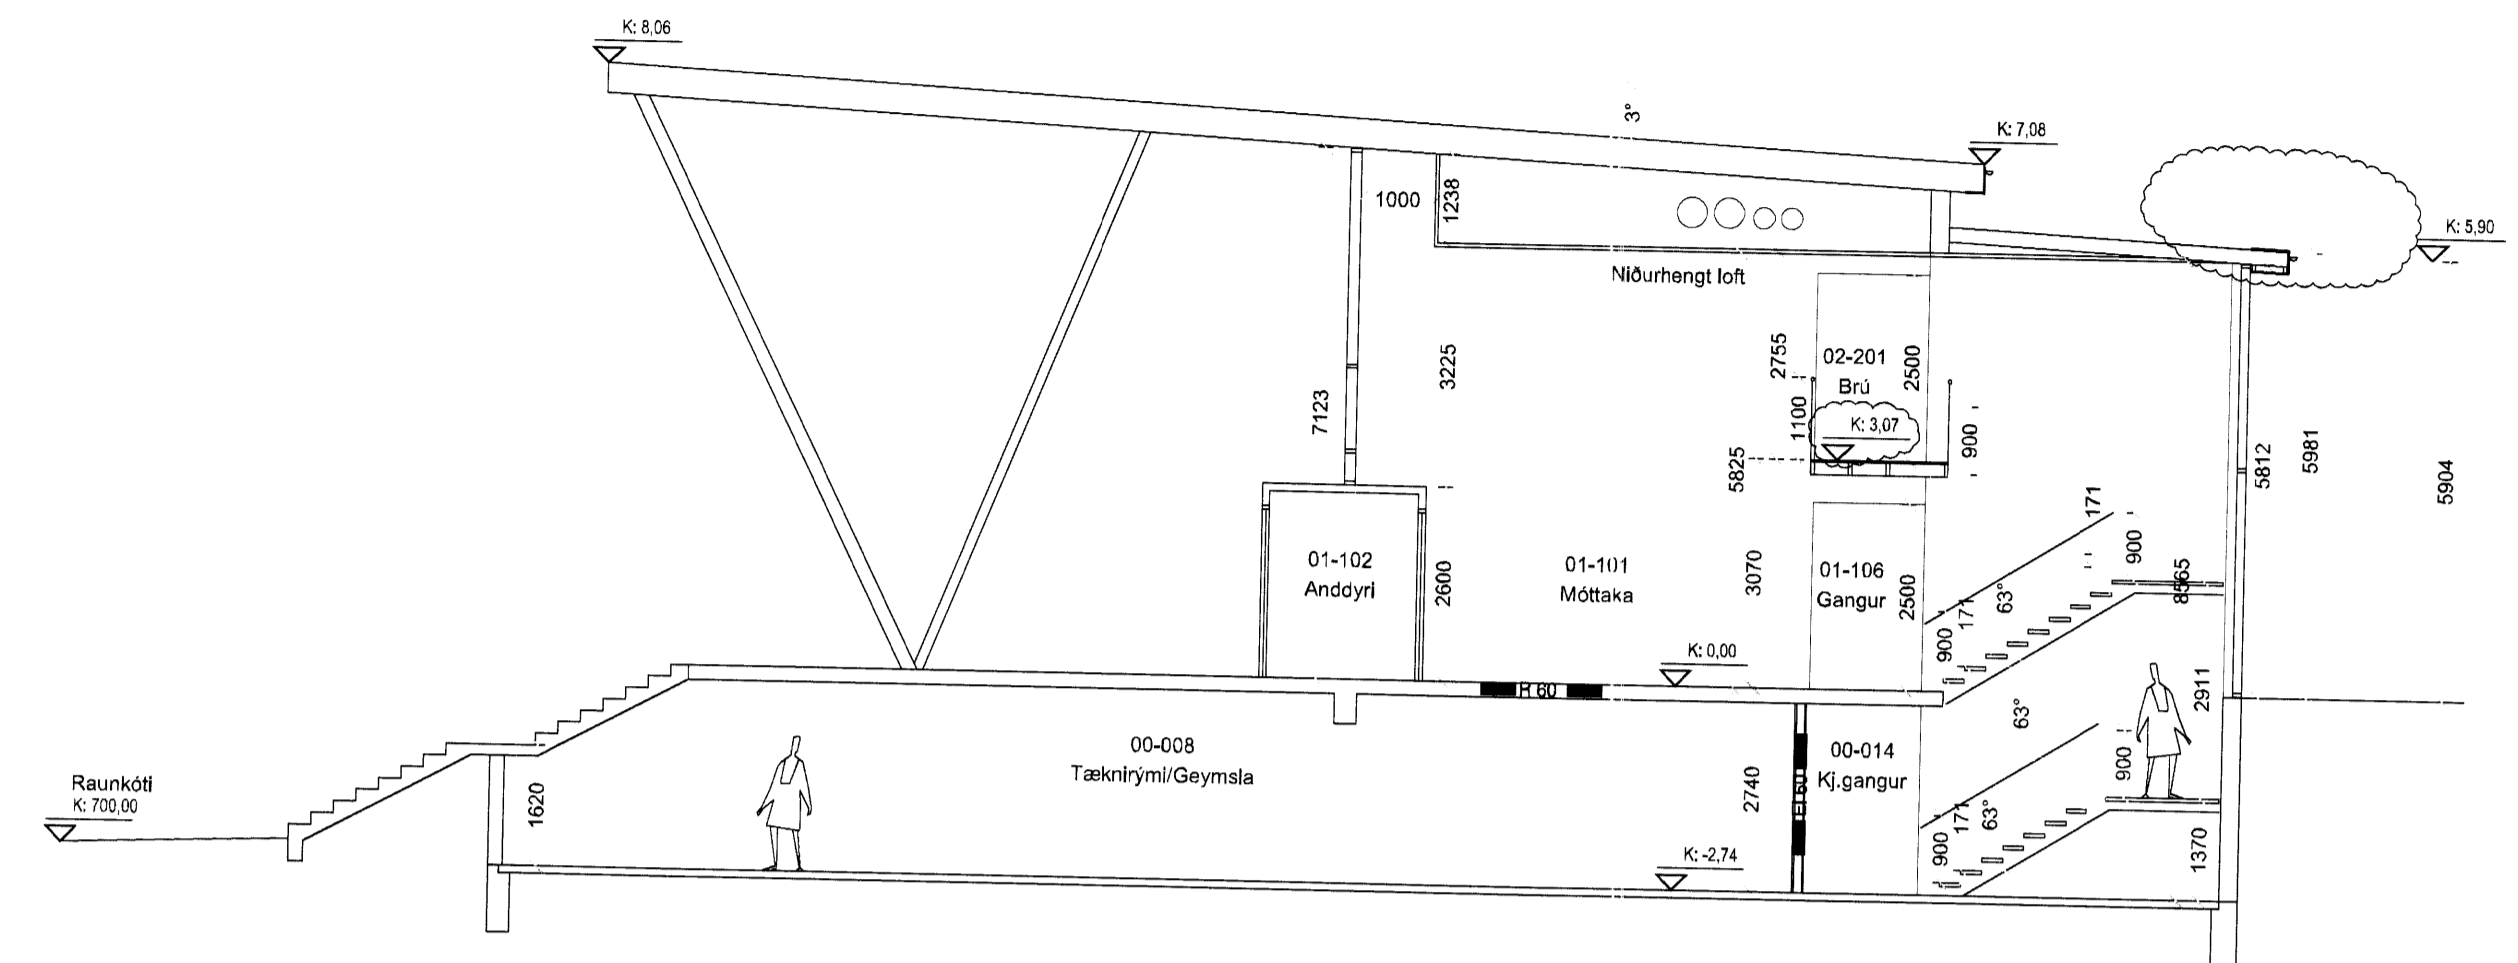 K: 8,06
3°
K: 7,08
1000
1238
K: 5,90
Niðurhengt loft
3225
2755
02-201
Brú
2500
7123
1100
K: 3,07
900
5825
5812
5981
5904
171
900
01-102
Anddyri
2600
01-101
Móttaka
3070
01-106
Gangur
2500
900
171
63°
8565
K: 0,00
R 60
2911
63°
00-008
Tæknirými/Geymsla
00-014
Kj.gangur
900
Raunkóti
K: 700,00
1620
2740
900
171
63°
1370
K: -2,74